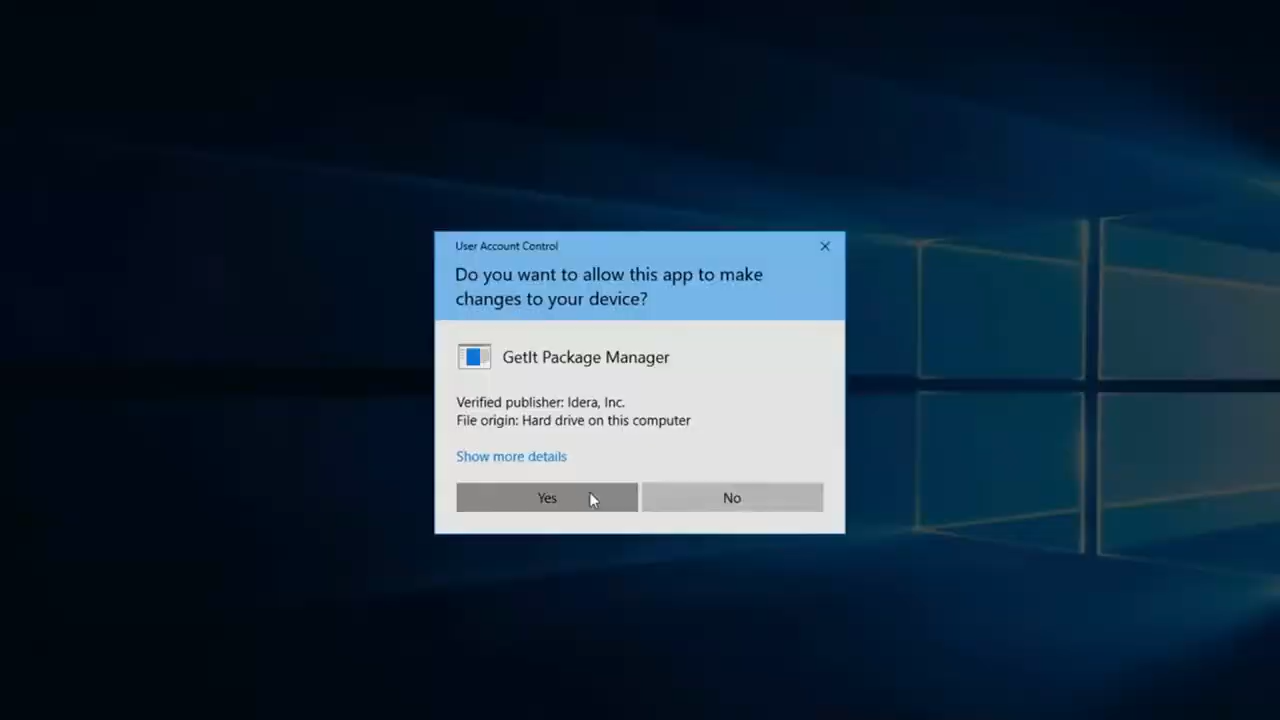 User Account Control
Do you want to allow this app to make
changes to your device?
GetIt Package Manager
Verified publisher: Idera, Inc.
File origin: Hard drive on this computer
Show more details
Yes
No